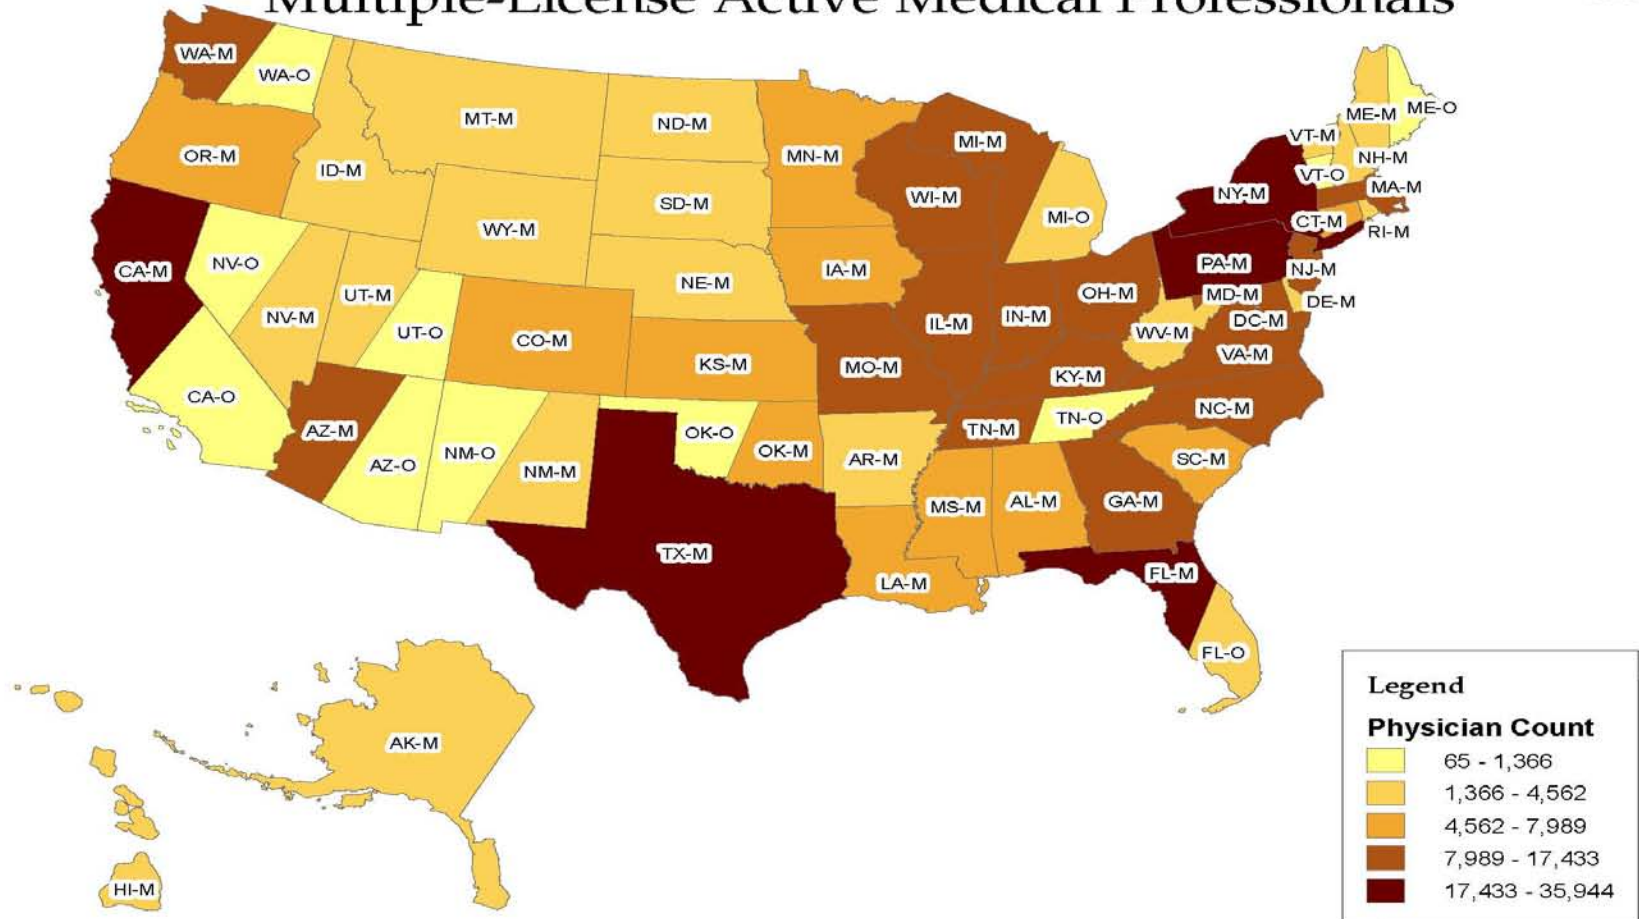 Multiple-License Active Medical Professionals
WA-M
WA-O
MT-M
ND-M
MN-M
MI-M
ME-M
ME-O
VT-M
OR-M
ID-M
SD-M
WI-M
NY-M
NH-M
VT-O
MA-M
WY-M
MI-O
CT-M
RI-M
CA-M
NV-O
UT-M
NE-M
IA-M
OH-M
PA-M
NJ-M
MD-M
DE-M
NV-M
UT-O
CO-M
KS-M
MO-M
IL-M
IN-M
WV-M
DC-M
VA-M
KY-M
CA-O
AZ-M
AZ-O
NM-O
NM-M
OK-O
OK-M
AR-M
TN-M
TN-O
NC-M
SC-M
TX-M
LA-M
MS-M
AL-M
GA-M
FL-M
FL-O
AK-M
HI-M
Legend
Physician Count
65 - 1,366
1,366 - 4,562
4,562 - 7,989
7,989 - 17,433
17,433 - 35,944